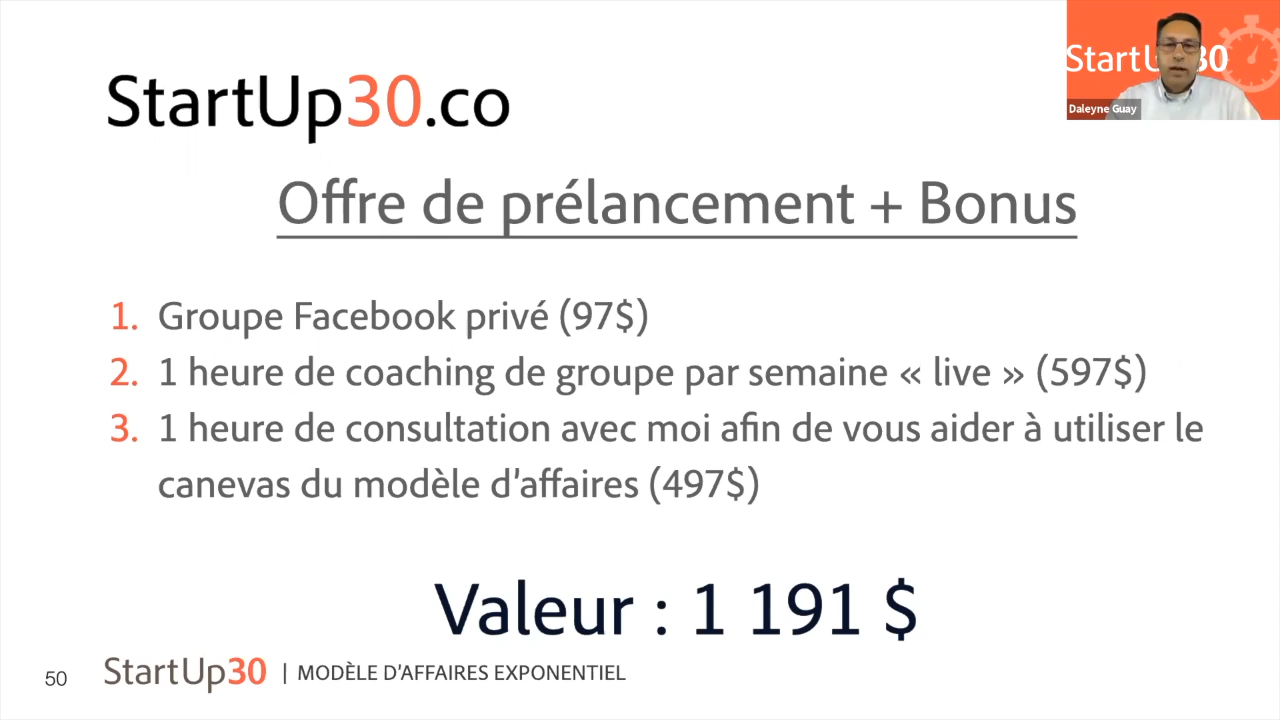 StartUp30
Daleyne Guay
StartUp30.co
Offre de prélancement + Bonus
1. Groupe Facebook privé (97$)
2. 1 heure de coaching de groupe par semaine « live » (597$)
3. 1 heure de consultation avec moi afin de vous aider à utiliser le
canevas du modèle d’affaires (497$)
Valeur : 1 191 $
50 StartUp30 | MODÈLE D’AFFAIRES EXPONENTIEL